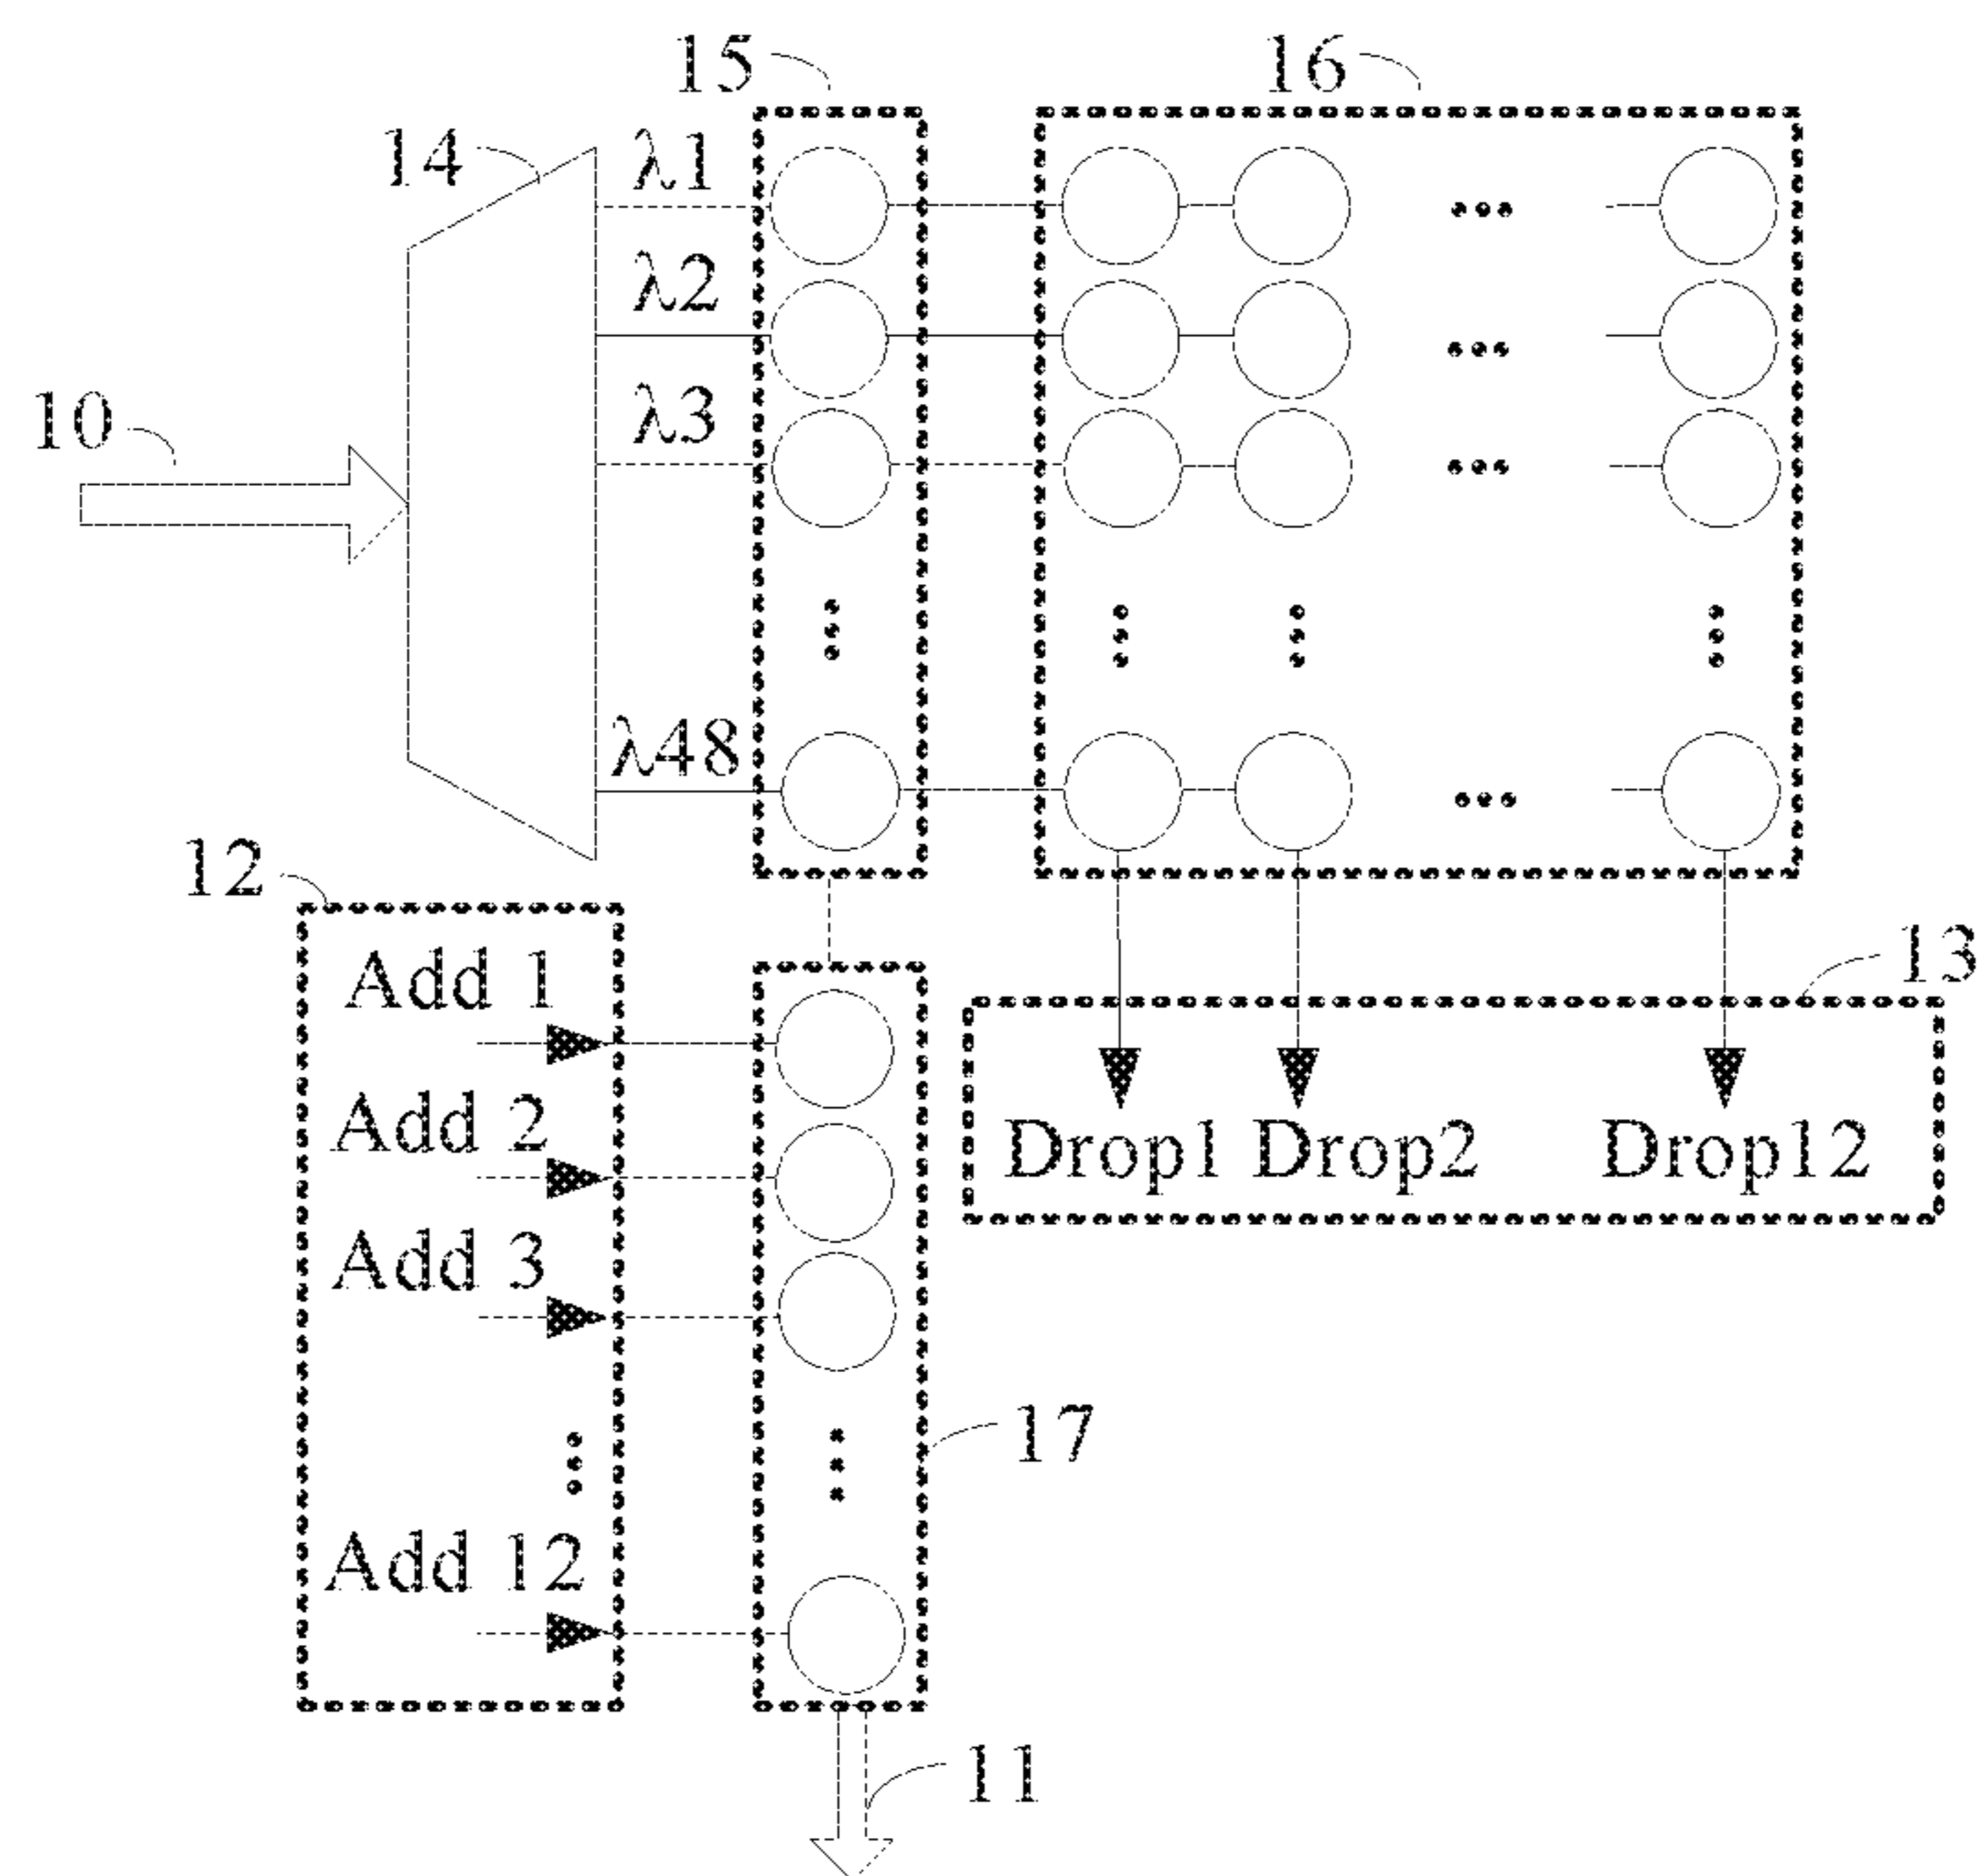 15
16
14
λ1
λ2
10
λ3
λ48
12
Add 1
13
Add 2
Drop1 Drop2 Drop12
Add 3
17
Add 12
11